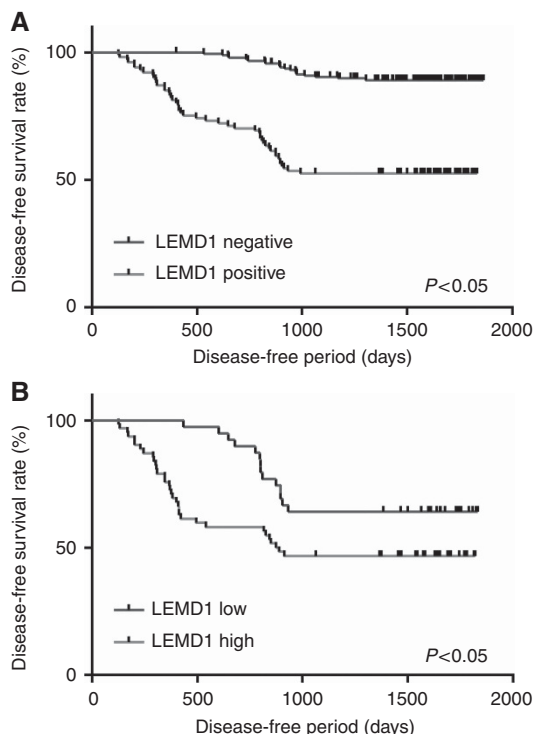 A
Disease-free survival rate (%)
100
50
0
LEMD1 negative
LEMD1 positive
P<0.05
0 500 1000 1500 2000
Disease-free period (days)
B
Disease-free survival rate (%)
100
50
0
LEMD1 low
LEMD1 high
P<0.05
0 500 1000 1500 2000
Disease-free period (days)